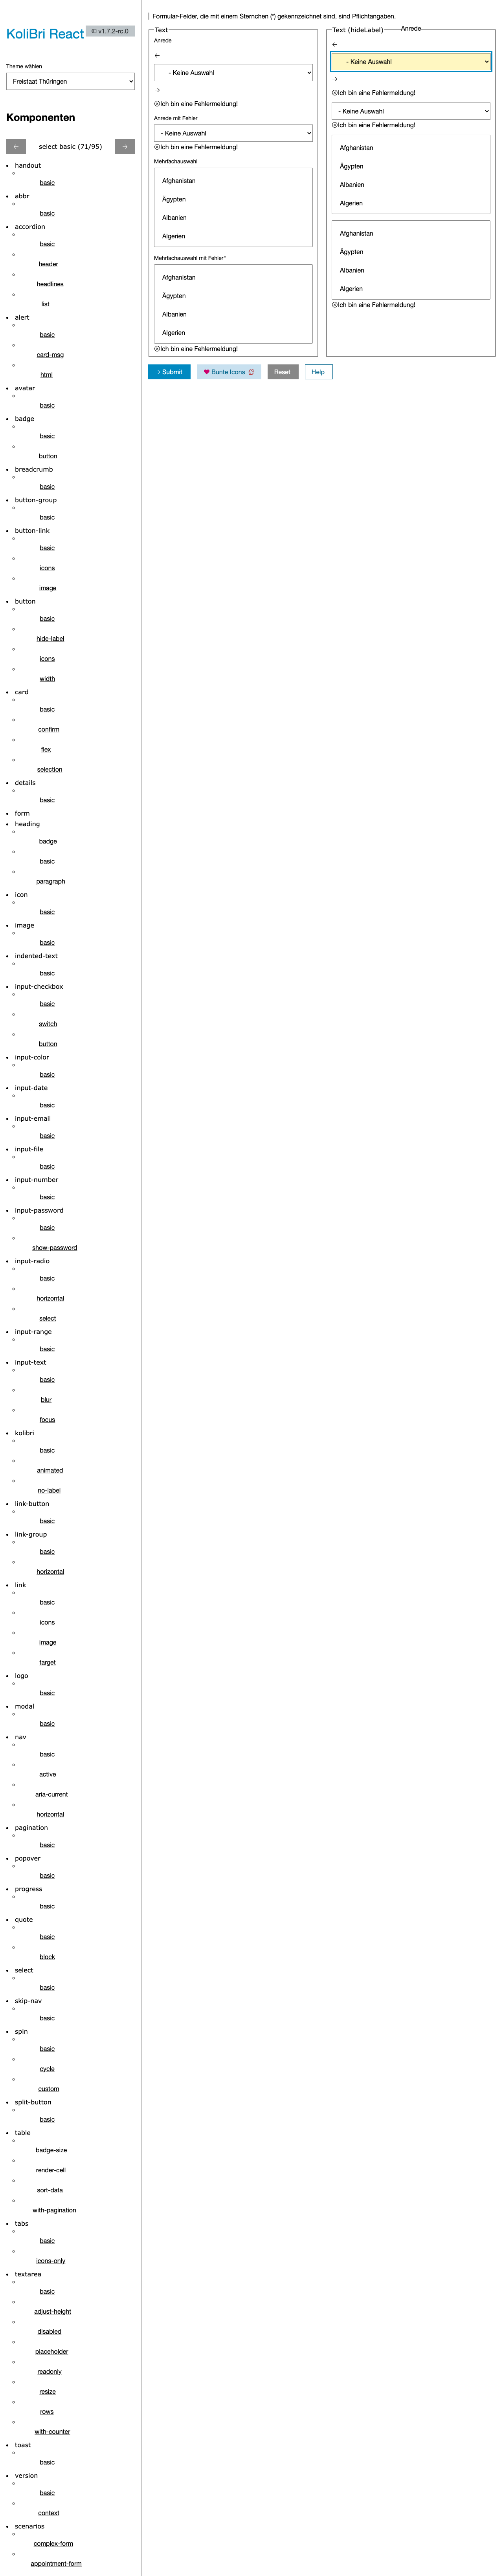 KoliBri React
v1.7.2-rc.0
Theme wählen
Freistaat Thüringen
Komponenten
← select basic (71/95) →
handout
basic
abbr
basic
accordion
basic
header
headlines
list
alert
basic
card-msg
html
avatar
basic
badge
basic
button
breadcrumb
basic
button-group
basic
button-link
basic
icons
image
button
basic
hide-label
icons
width
card
basic
confirm
flex
selection
details
basic
form
heading
badge
basic
paragraph
icon
basic
image
basic
indented-text
basic
input-checkbox
basic
switch
button
input-color
basic
input-date
basic
input-email
basic
input-file
basic
input-number
basic
input-password
basic
show-password
input-radio
basic
horizontal
select
input-range
basic
input-text
basic
blur
focus
kolibri
basic
animated
no-label
link-button
basic
link-group
basic
horizontal
link
basic
icons
image
target
logo
basic
modal
basic
nav
basic
active
aria-current
horizontal
pagination
basic
popover
basic
progress
basic
quote
basic
block
select
basic
skip-nav
basic
spin
basic
cycle
custom
split-button
basic
table
badge-size
render-cell
sort-data
with-pagination
tabs
basic
icons-only
textarea
basic
adjust-height
disabled
placeholder
readonly
resize
rows
with-counter
toast
basic
version
basic
context
scenarios
complex-form
appointment-form
Formular-Felder, die mit einem Sternchen (*) gekennzeichnet sind, sind Pflichtangaben.
Text
Anrede
←
- Keine Auswahl
→
Ich bin eine Fehlermeldung!
Anrede mit Fehler
- Keine Auswahl
Ich bin eine Fehlermeldung!
Mehrfachauswahl
Afghanistan
Ägypten
Albanien
Algerien
Mehrfachauswahl mit Fehler*
Afghanistan
Ägypten
Albanien
Algerien
Ich bin eine Fehlermeldung!
Text (hideLabel)
Anrede
←
- Keine Auswahl
→
Ich bin eine Fehlermeldung!
- Keine Auswahl
Ich bin eine Fehlermeldung!
Afghanistan
Ägypten
Albanien
Algerien
Afghanistan
Ägypten
Albanien
Algerien
Ich bin eine Fehlermeldung!
→ Submit
Bunte Icons
Reset
Help